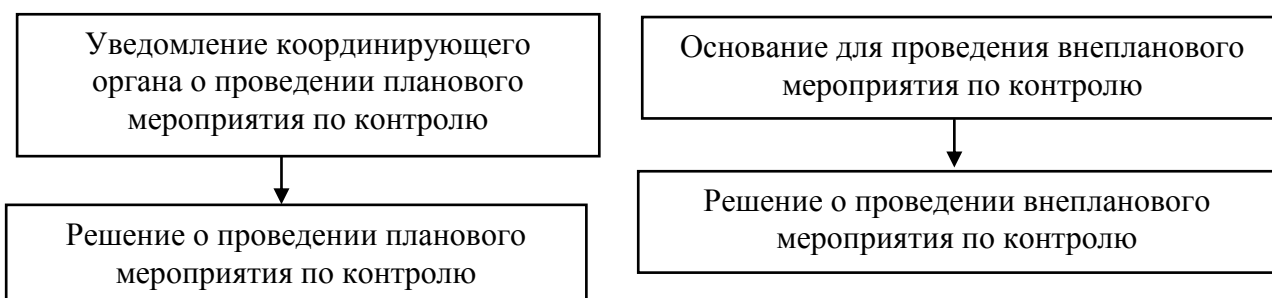 Уведомление координирующего
органа о проведении планового
мероприятия по контролю
Решение о проведении планового
мероприятия по контролю
Основание для проведения внепланового
мероприятия по контролю
Решение о проведении внепланового
мероприятия по контролю